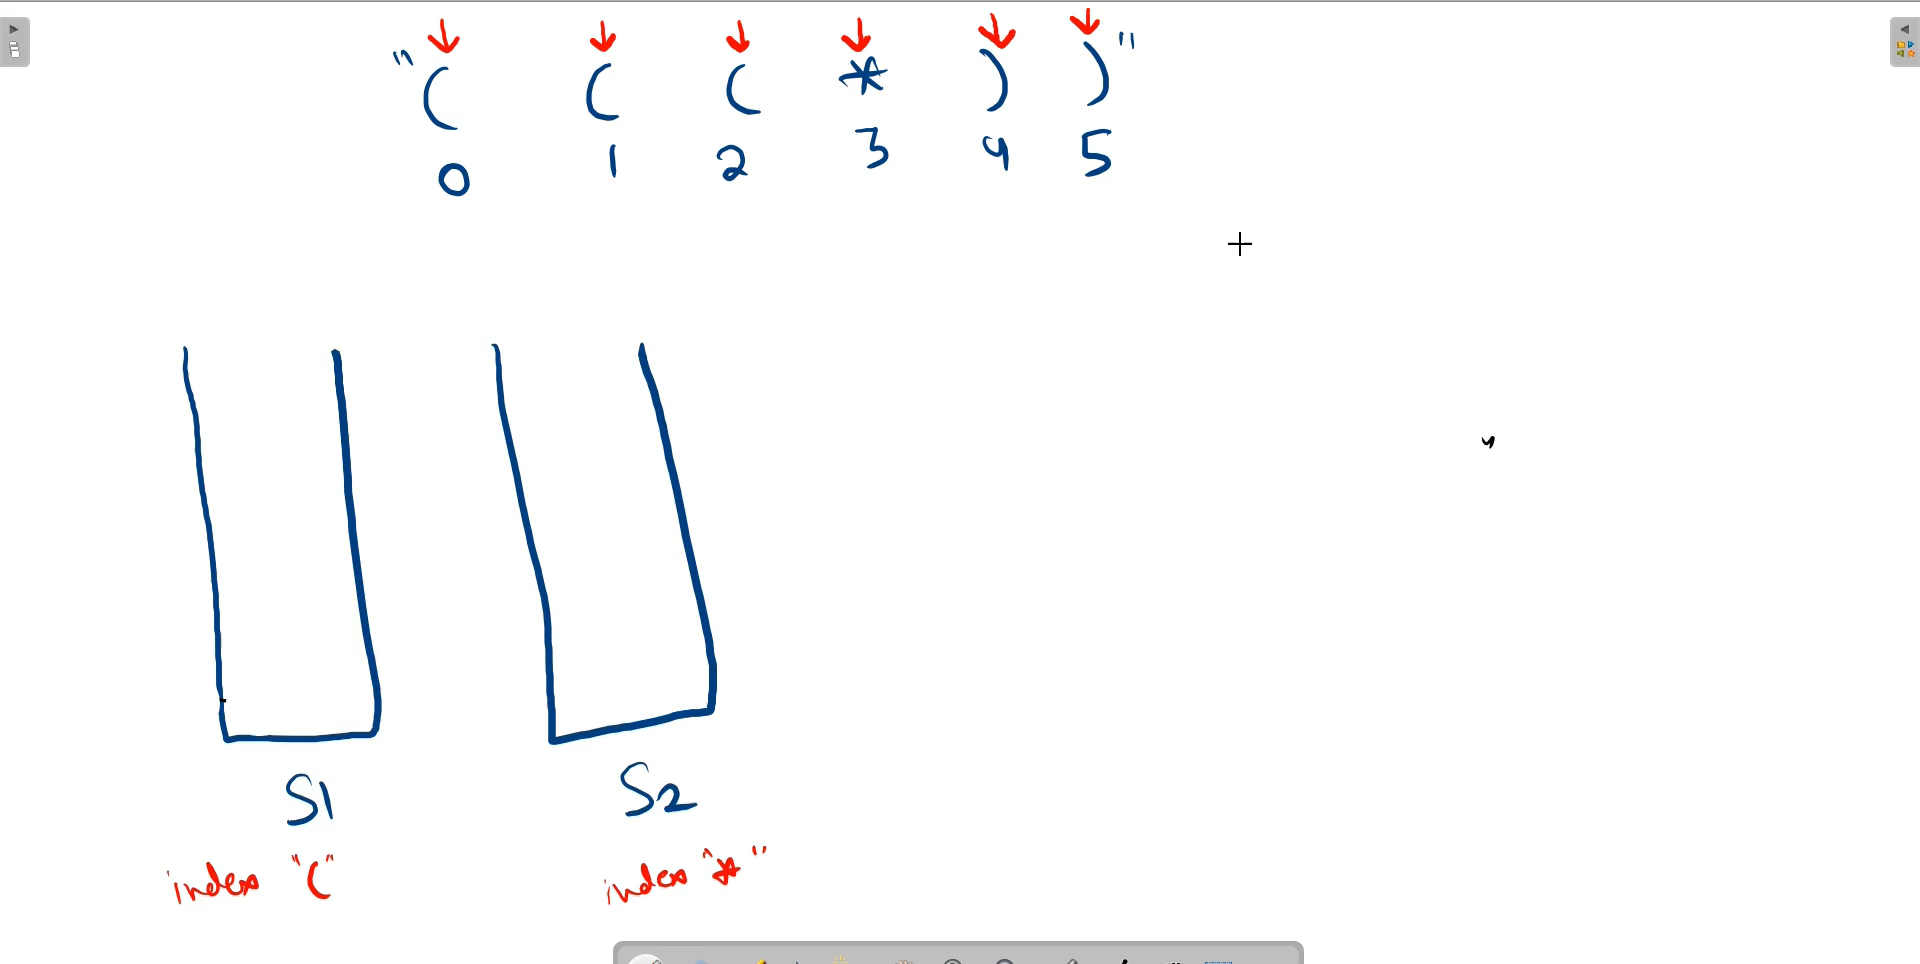 "( ( ( * ) )"
0 1 2 3 4 5
S1 S2
index "(" index "*"